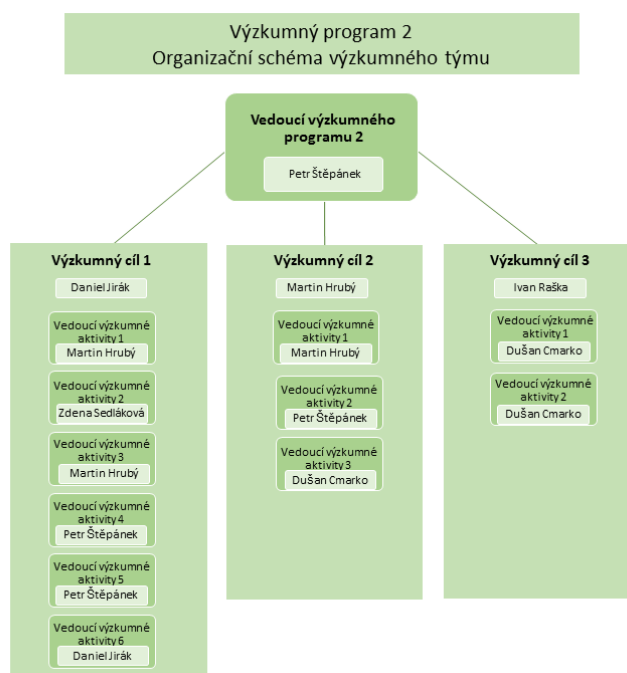 Výzkumný program 2
Organizační schéma výzkumného týmu
Vedoucí výzkumného
programu 2
Petr Štěpánek
Výzkumný cíl 1
Daniel Jirák
Vedoucí výzkumné
aktivity 1
Martin Hrubý
Vedoucí výzkumné
aktivity 2
Zdena Sedláková
Vedoucí výzkumné
aktivity 3
Martin Hrubý
Vedoucí výzkumné
aktivity 4
Petr Štěpánek
Vedoucí výzkumné
aktivity 5
Petr Štěpánek
Vedoucí výzkumné
aktivity 6
Daniel Jirák
Výzkumný cíl 2
Martin Hrubý
Vedoucí výzkumné
aktivity 1
Martin Hrubý
Vedoucí výzkumné
aktivity 2
Petr Štěpánek
Vedoucí výzkumné
aktivity 3
Dušan Cmarko
Výzkumný cíl 3
Ivan Raška
Vedoucí výzkumné
aktivity 1
Dušan Cmarko
Vedoucí výzkumné
aktivity 2
Dušan Cmarko